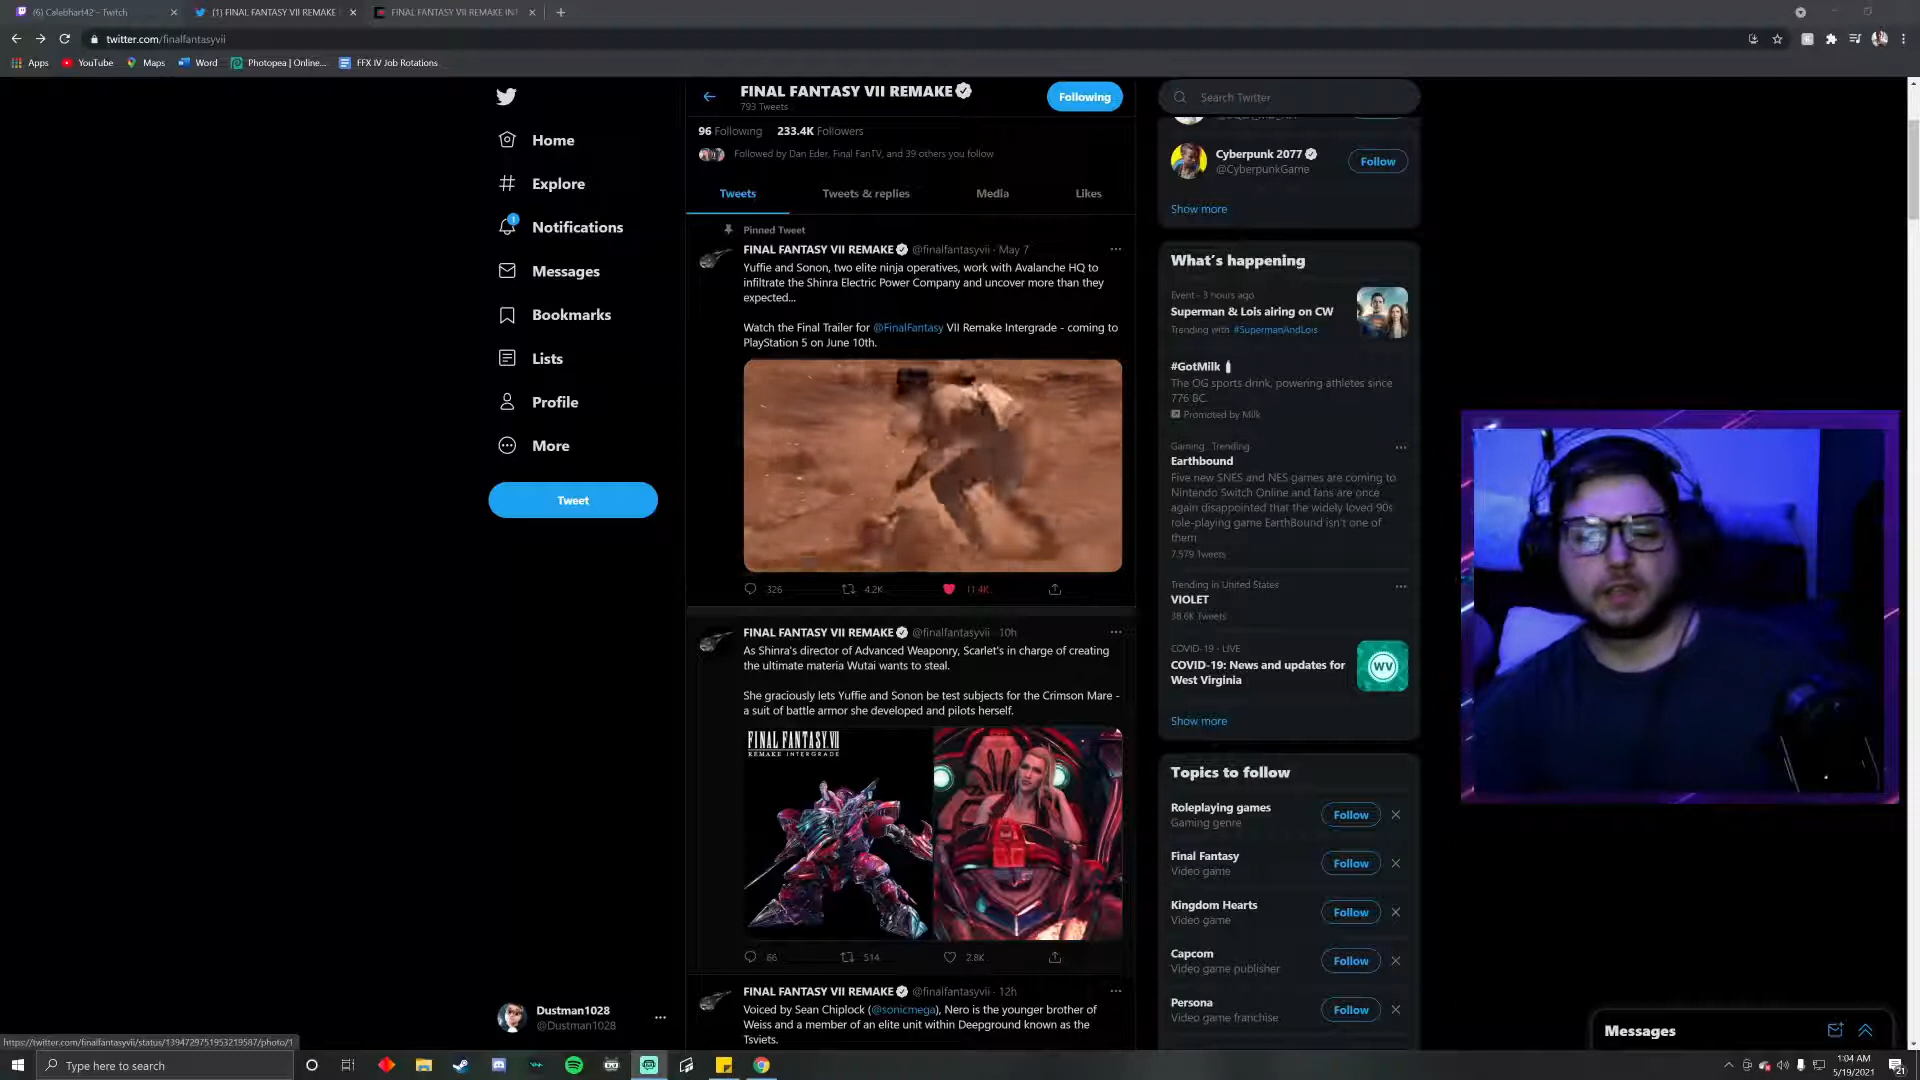 (6) Calebhart42 - Twitch
(1) FINAL FANTASY VII REMAKE
FINAL FANTASY VII REMAKE INT
twitter.com/finalfantasyvii
Apps
YouTube
Maps
Word
Photopea | Online...
FFX IV Job Rotations
FINAL FANTASY VII REMAKE
793 Tweets
Following
Search Twitter
96 Following 233.4K Followers
Followed by Dan Eder, Final FanTV, and 39 others you follow
Tweets
Tweets & replies
Media
Likes
Home
Explore
1
Notifications
Messages
Bookmarks
Lists
Profile
More
Tweet
Pinned Tweet
FINAL FANTASY VII REMAKE @finalfantasyvii · May 7
Yuffie and Sonon, two elite ninja operatives, work with Avalanche HQ to
infiltrate the Shinra Electric Power Company and uncover more than they
expected...
Watch the Final Trailer for @FinalFantasy VII Remake Intergrade - coming to
PlayStation 5 on June 10th.
326
4.2K
11.4K
FINAL FANTASY VII REMAKE @finalfantasyvii · 10h
As Shinra's director of Advanced Weaponry, Scarlet's in charge of creating
the ultimate materia Wutai wants to steal.
She graciously lets Yuffie and Sonon be test subjects for the Crimson Mare -
a suit of battle armor she developed and pilots herself.
FINAL FANTASY VII
REMAKE INTERGRADE
66
514
2.8K
FINAL FANTASY VII REMAKE @finalfantasyvii · 12h
Voiced by Sean Chiplock (@sonicmega), Nero is the younger brother of
Weiss and a member of an elite unit within Deepground known as the
Tsviets.
Cyberpunk 2077
@CyberpunkGame
Follow
Show more
What's happening
Event · 3 hours ago
Superman & Lois airing on CW
Trending with #SupermanAndLois
#GotMilk
The OG sports drink, powering athletes since
776 BC.
Promoted by Milk
Gaming · Trending
Earthbound
Five new SNES and NES games are coming to
Nintendo Switch Online and fans are once
again disappointed that the widely loved 90s
role-playing game EarthBound isn't one of
them
7,579 Tweets
Trending in United States
VIOLET
38.6K Tweets
COVID-19 · LIVE
COVID-19: News and updates for
West Virginia
WV
Show more
Topics to follow
Roleplaying games
Gaming genre
Follow
Final Fantasy
Video game
Follow
Kingdom Hearts
Video game
Follow
Capcom
Video game publisher
Follow
Persona
Video game franchise
Follow
Dustman1028
@Dustman1028
Messages
https://twitter.com/finalfantasyvii/status/1394729751953219587/photo/1
Type here to search
1:04 AM
5/19/2021
21